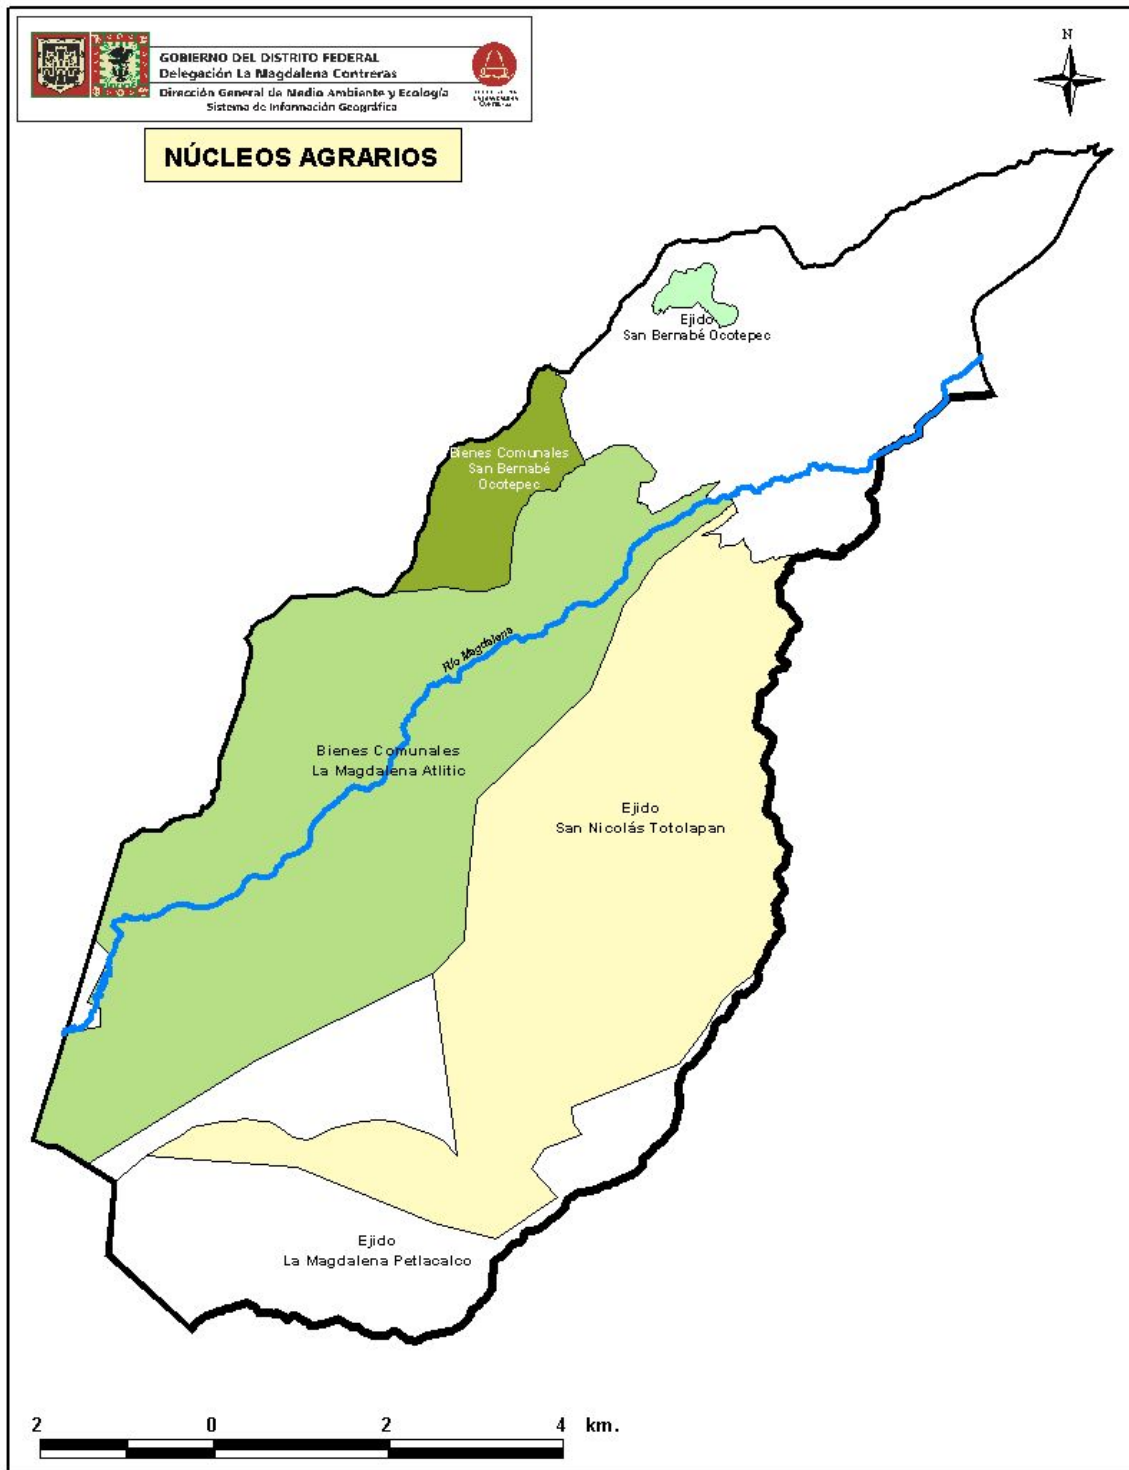 GOBIERNO DEL DISTRITO FEDERAL
Delegación La Magdalena Contreras
Dirección General de Medio Ambiente y Ecología
Sistema de Información Geográfica
N
NÚCLEOS AGRARIOS
Ejido
San Bernabé Ocotepec
Bienes Comunales
San Bernabé
Ocotepec
Río Magdalena
Bienes Comunales
La Magdalena Atlitic
Ejido
San Nicolás Totolapan
Ejido
La Magdalena Petlacalco
2 0 2 4 km.